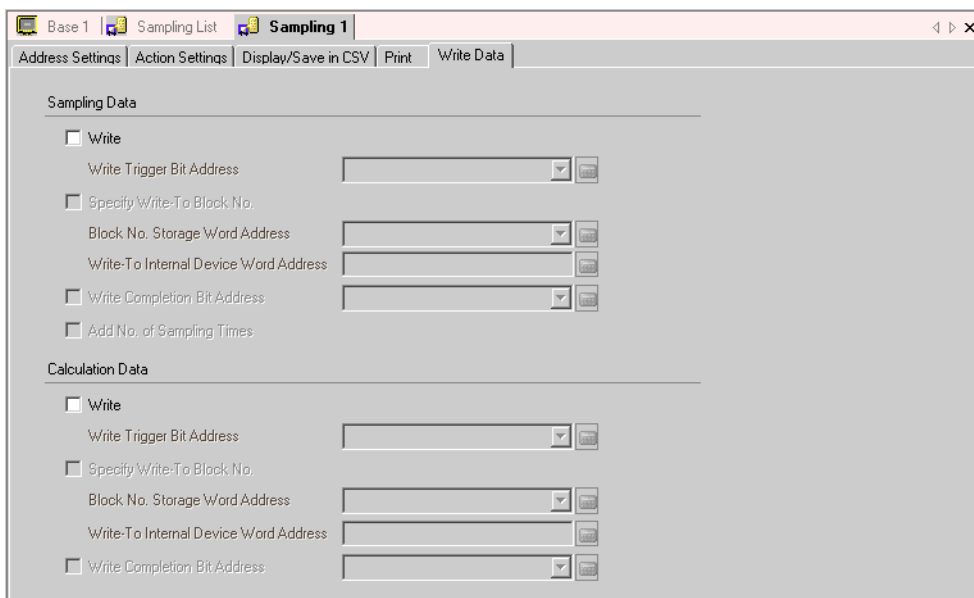 Base 1 Sampling List Sampling 1
Address Settings Action Settings Display/Save in CSV Print Write Data
Sampling Data
Write
Write Trigger Bit Address
Specify Write-To Block No.
Block No. Storage Word Address
Write-To Internal Device Word Address
Write Completion Bit Address
Add No. of Sampling Times
Calculation Data
Write
Write Trigger Bit Address
Specify Write-To Block No.
Block No. Storage Word Address
Write-To Internal Device Word Address
Write Completion Bit Address